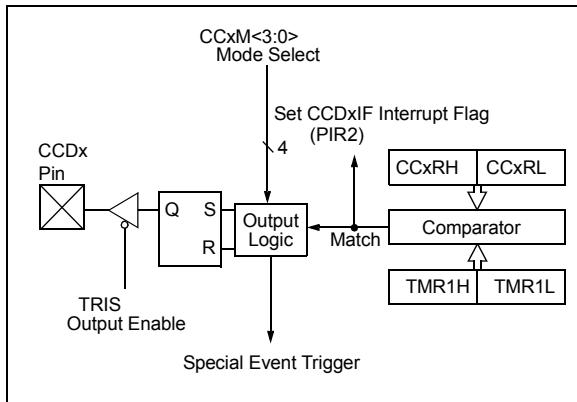 CCxM<3:0>
Mode Select
Set CCDxIF Interrupt Flag
(PIR2)
4
CCDx
Pin
CCxRH CCxRL
Q S
R
Output
Logic
Match
Comparator
TRIS
Output Enable
TMR1H TMR1L
Special Event Trigger